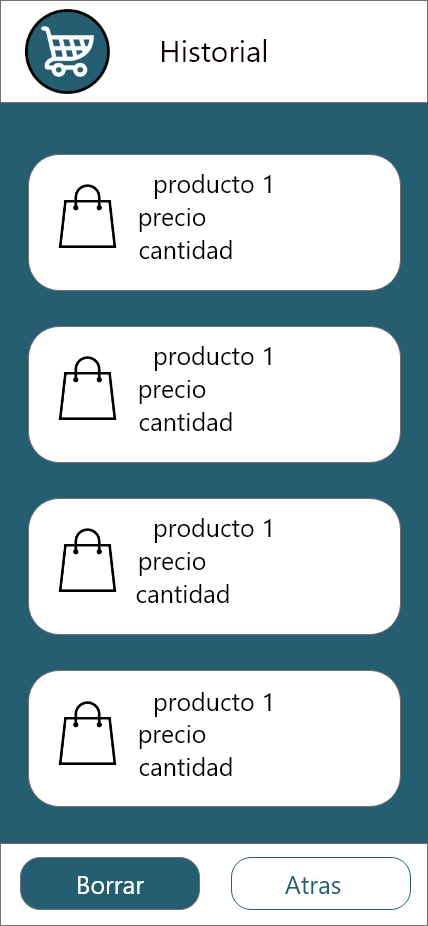 Historial
producto 1
precio
cantidad
producto 1
precio
cantidad
producto 1
precio
cantidad
producto 1
precio
cantidad
Borrar
Atras